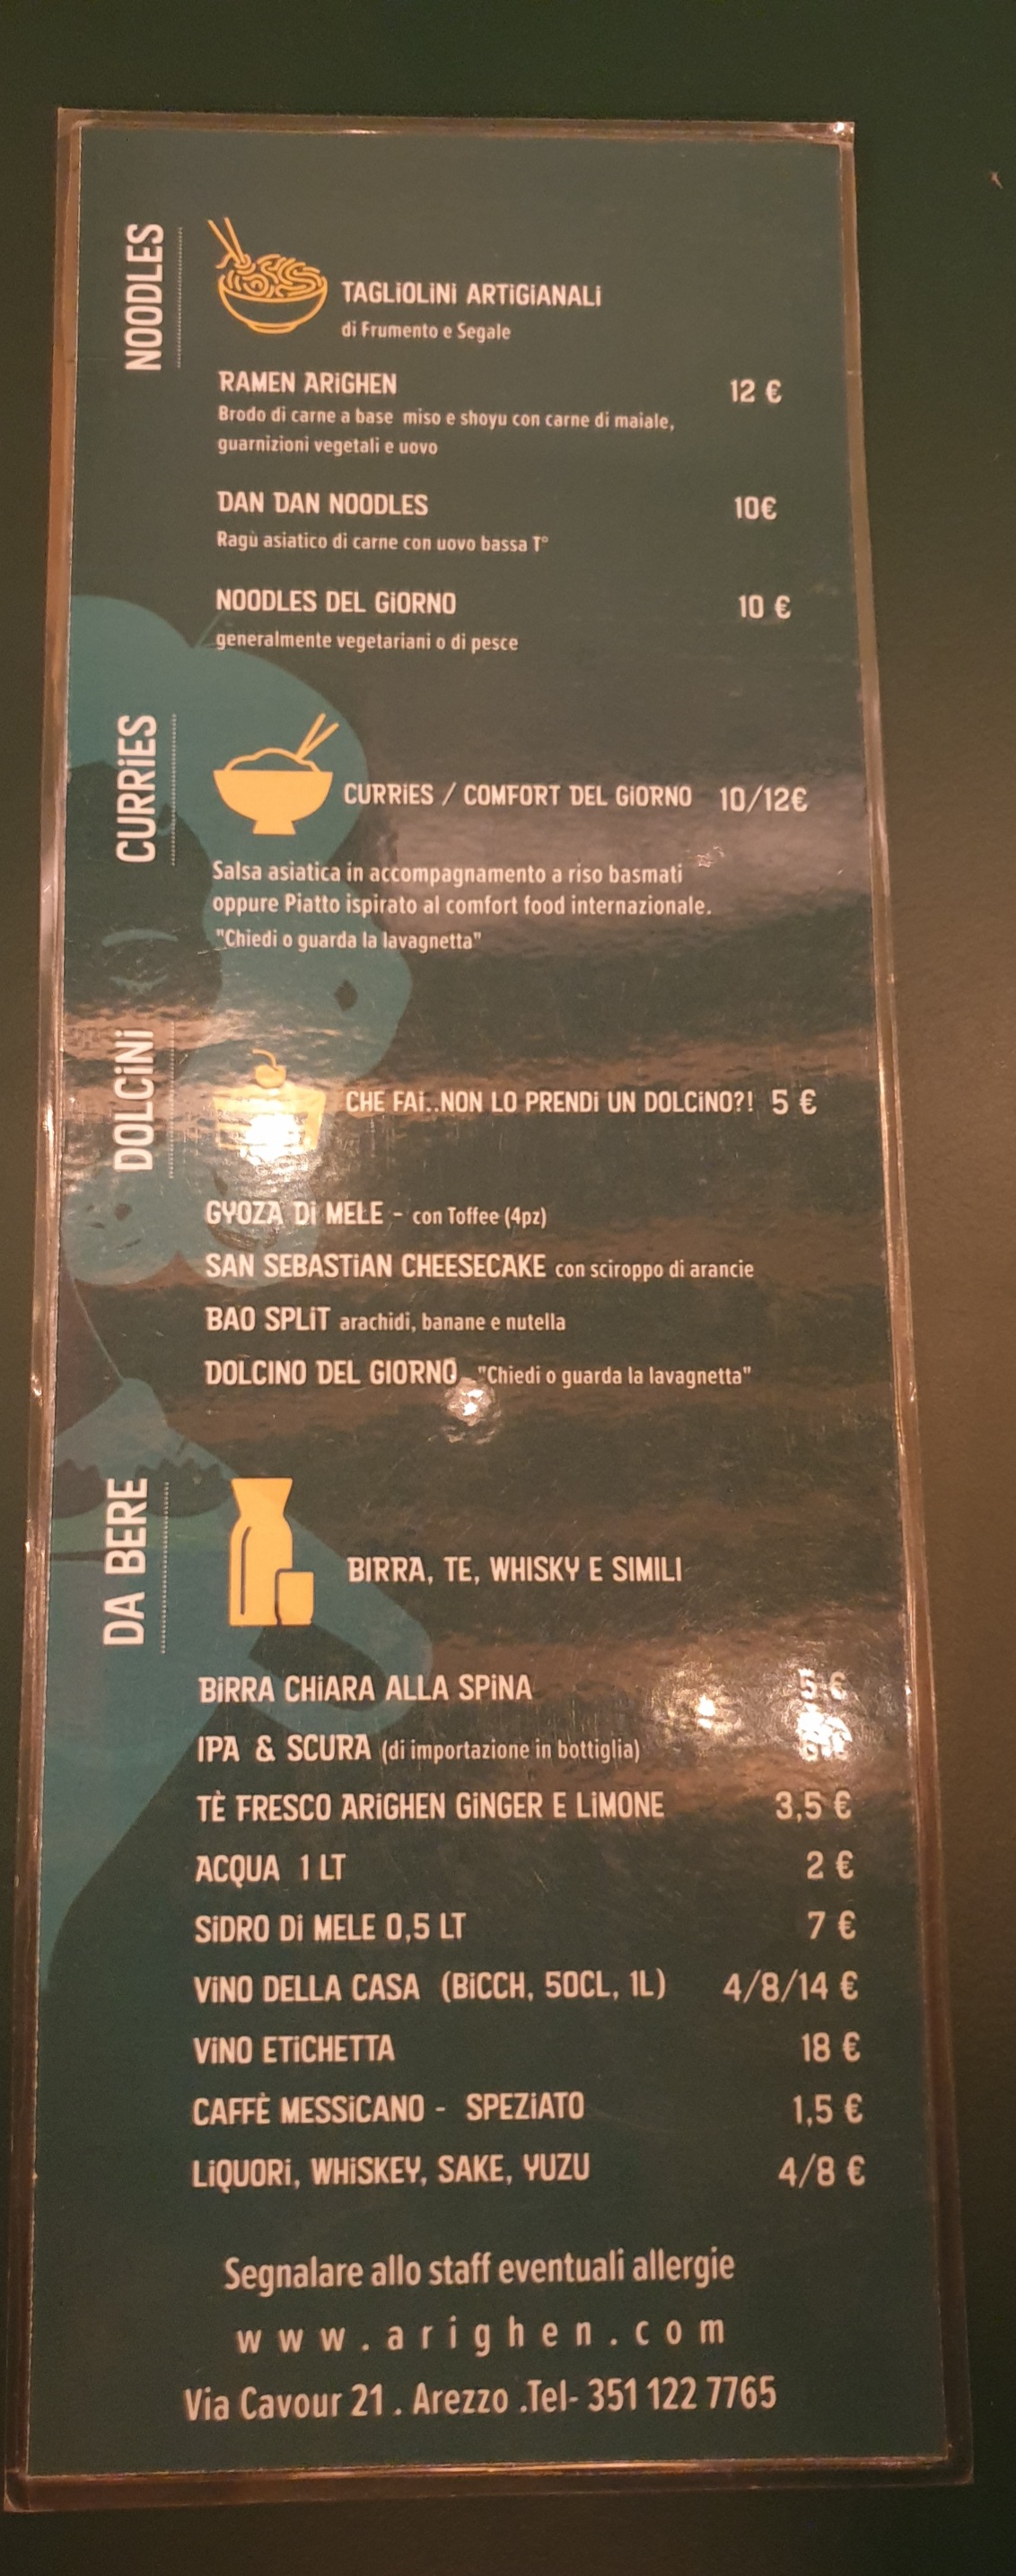 NOODLES
TAGLiOLiNi ARTiGiANALi
di Frumento e Segale
RAMEN ARiGHEN 12 €
Brodo di carne a base miso e shoyu con carne di maiale,
guarnizioni vegetali e uovo
DAN DAN NOODLES 10€
Ragù asiatico di carne con uovo bassa T°
NOODLES DEL GiORNO 10 €
generalmente vegetariani o di pesce
CURRiES
CURRiES / COMFORT DEL GiORNO 10/12€
Salsa asiatica in accompagnamento a riso basmati
oppure Piatto ispirato al comfort food internazionale.
"Chiedi o guarda la lavagnetta"
DOLCiNi
CHE FAi..NON LO PRENDi UN DOLCiNO?! 5 €
GYOZA Di MELE - con Toffee (4pz)
SAN SEBASTiAN CHEESECAKE con sciroppo di arancie
BAO SPLiT arachidi, banane e nutella
DOLCINO DEL GIORNO "Chiedi o guarda la lavagnetta"
DA BERE
BIRRA, TE, WHISKY E SIMILI
BiRRA CHiARA ALLA SPiNA 5 €
IPA & SCURA (di importazione in bottiglia)
TÈ FRESCO ARiGHEN GiNGER E LiMONE 3,5 €
ACQUA 1 LT 2 €
SiDRO Di MELE 0,5 LT 7 €
ViNO DELLA CASA (BiCCH, 50CL, 1L) 4/8/14 €
ViNO ETiCHETTA 18 €
CAFFÈ MESSiCANO - SPEZiATO 1,5 €
LiQUORi, WHiSKEY, SAKE, YUZU 4/8 €
Segnalare allo staff eventuali allergie
www.arighen.com
Via Cavour 21 . Arezzo .Tel- 351 122 7765